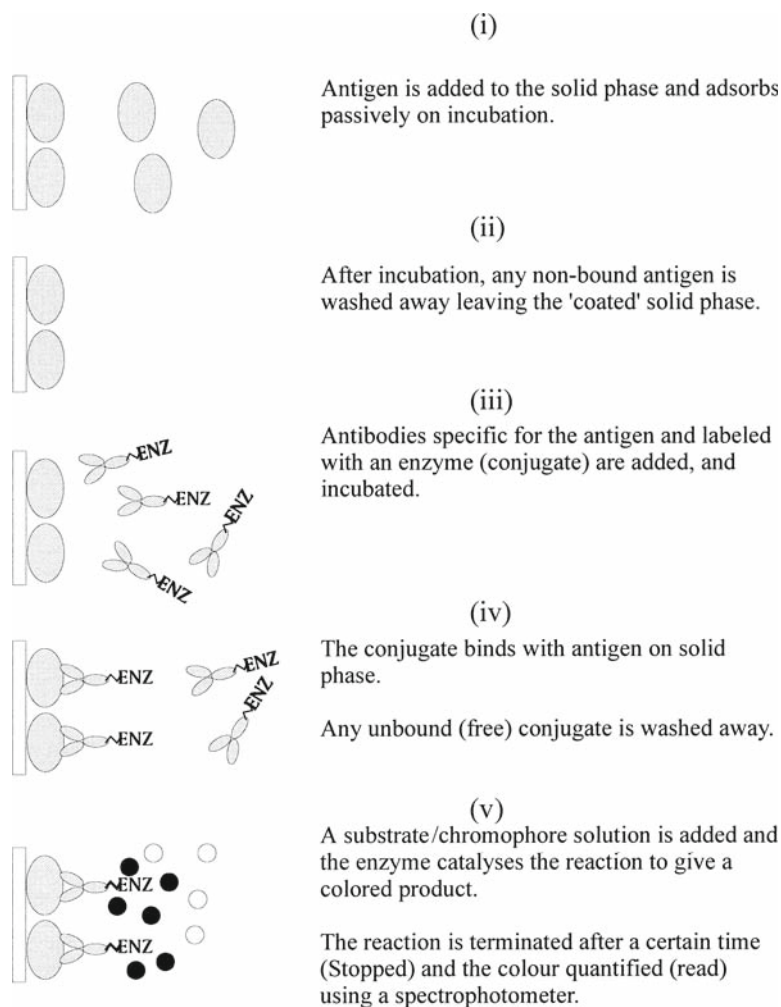 (i)
Antigen is added to the solid phase and adsorbs
passively on incubation.
(ii)
After incubation, any non-bound antigen is
washed away leaving the 'coated' solid phase.
(iii)
Antibodies specific for the antigen and labeled
with an enzyme (conjugate) are added, and
incubated.
ENZ
ENZ
ENZ
ENZ
(iv)
The conjugate binds with antigen on solid
phase.
Any unbound (free) conjugate is washed away.
ENZ
ENZ
ENZ
ENZ
(v)
A substrate/chromophore solution is added and
the enzyme catalyses the reaction to give a
colored product.
The reaction is terminated after a certain time
(Stopped) and the colour quantified (read)
using a spectrophotometer.
ENZ
ENZ